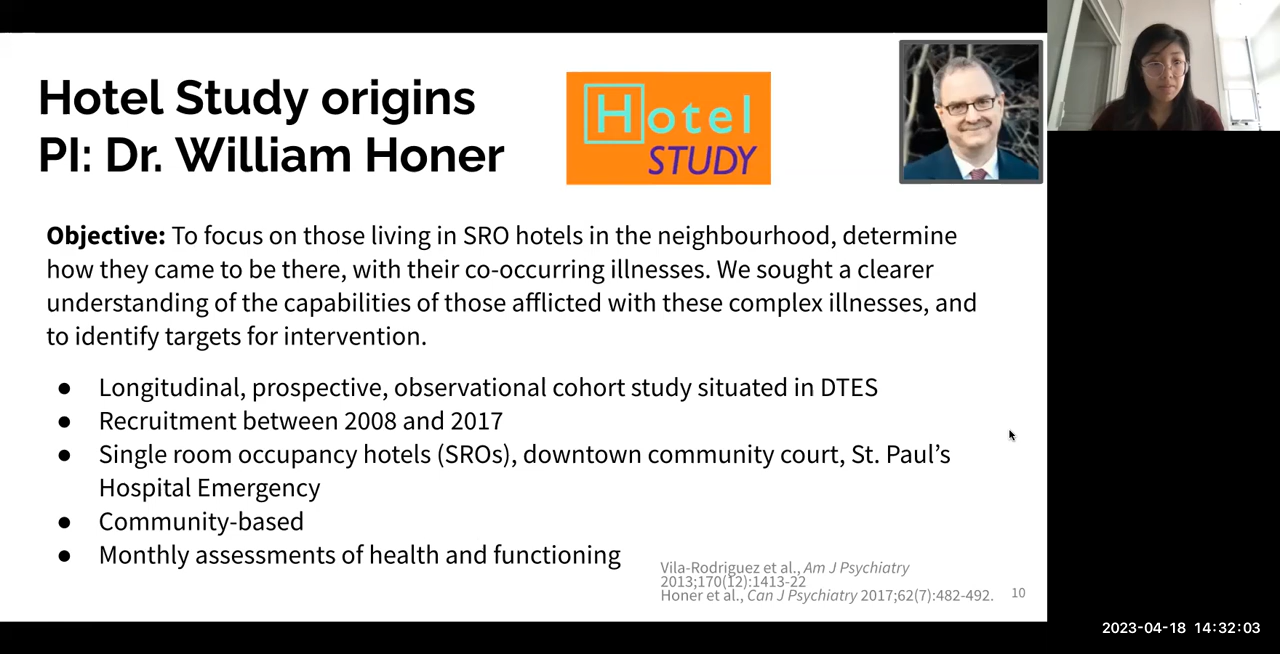 Hotel Study origins
PI: Dr. William Honer
Hotel
STUDY
Objective: To focus on those living in SRO hotels in the neighbourhood, determine
how they came to be there, with their co-occurring illnesses. We sought a clearer
understanding of the capabilities of those afflicted with these complex illnesses, and
to identify targets for intervention.
● Longitudinal, prospective, observational cohort study situated in DTES
● Recruitment between 2008 and 2017
● Single room occupancy hotels (SROs), downtown community court, St. Paul’s
Hospital Emergency
● Community-based
● Monthly assessments of health and functioning
Vila-Rodriguez et al., Am J Psychiatry
2013;170(12):1413-22
Honer et al., Can J Psychiatry 2017;62(7):482-492.
10
2023-04-18 14:32:03